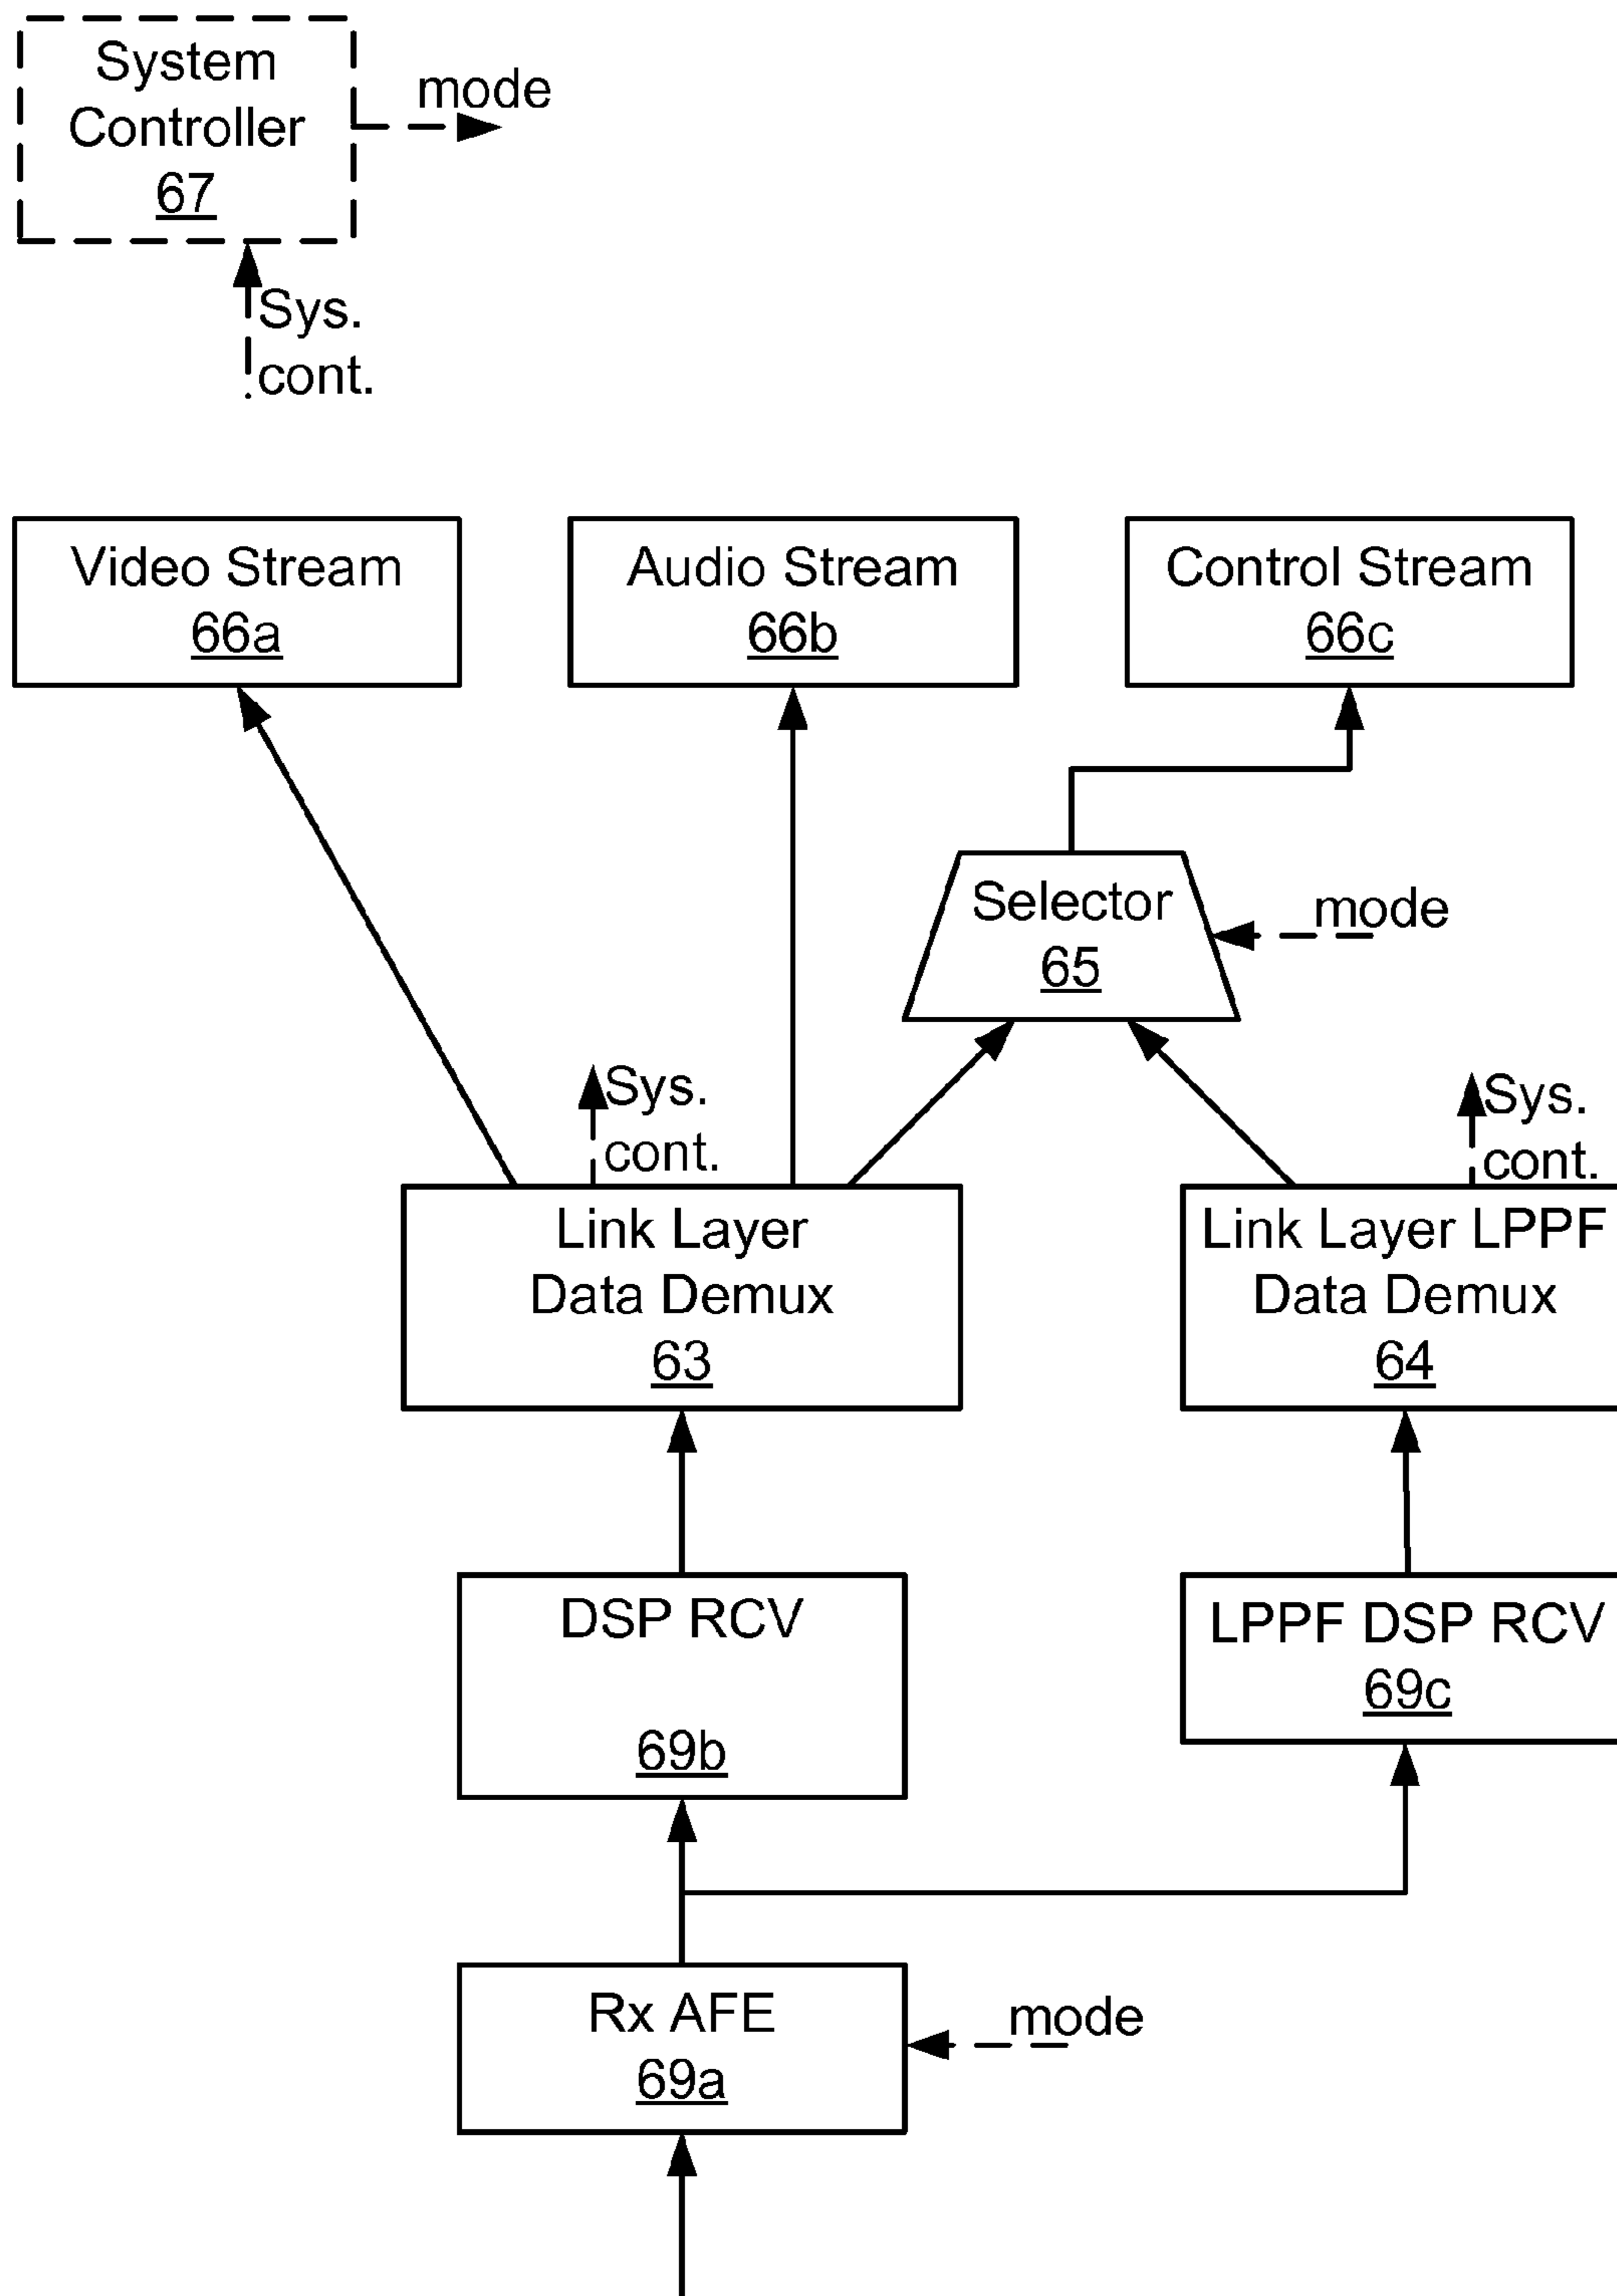 System
Controller
67
mode
Sys.
cont.
Video Stream
66a
Audio Stream
66b
Control Stream
66c
Selector
65
mode
Sys.
cont.
Sys.
cont.
Link Layer
Data Demux
63
Link Layer LPPF
Data Demux
64
DSP RCV
69b
LPPF DSP RCV
69c
Rx AFE
69a
mode